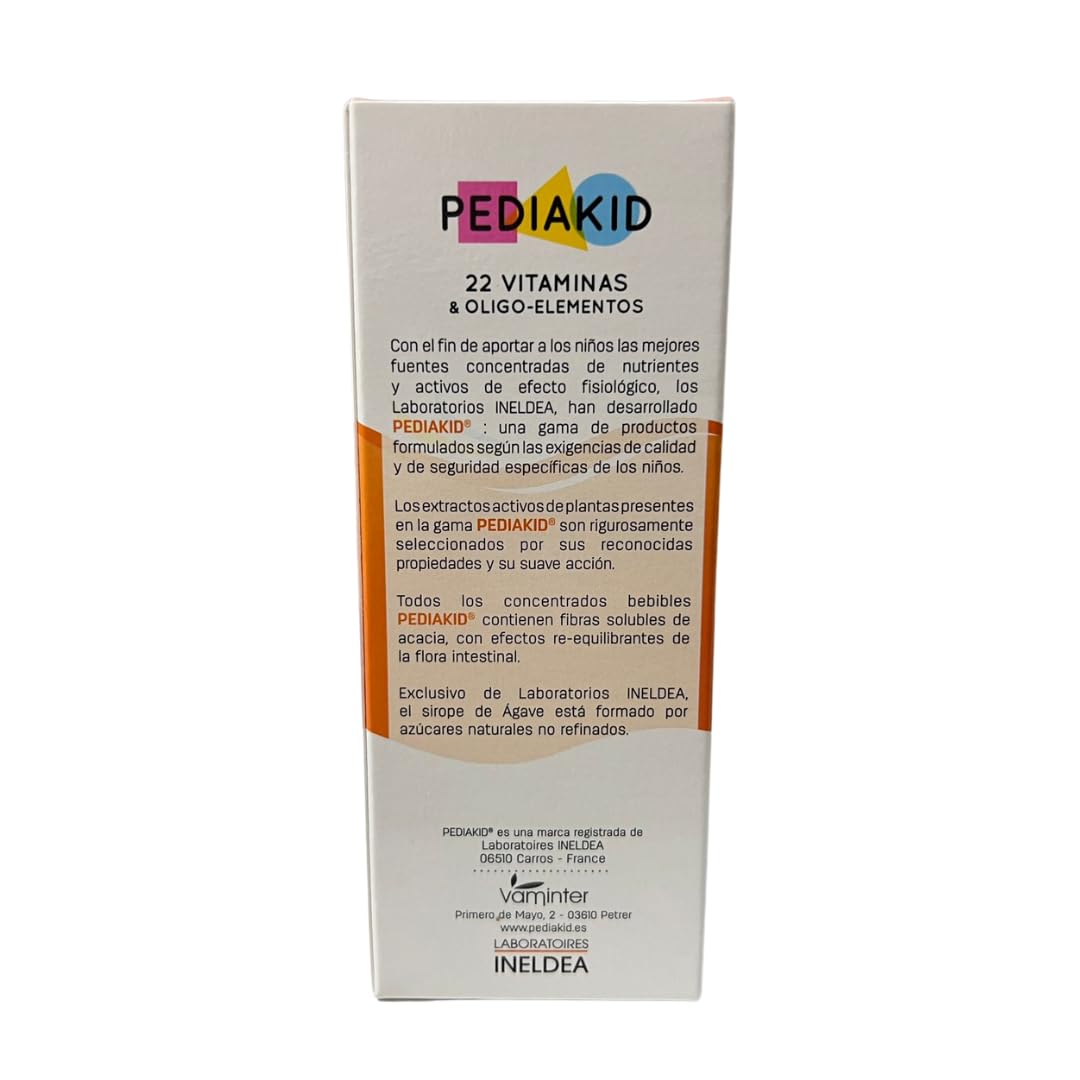 PEDIAKID
22 VITAMINAS
& OLIGO-ELEMENTOS
Con el fin de aportar a los niños las mejores
fuentes concentradas de nutrientes
y activos de efecto fisiológico, los
Laboratorios INELDEA, han desarrollado
PEDIAKID® : una gama de productos
formulados según las exigencias de calidad
y de seguridad específicas de los niños.
Los extractos activos de plantas presentes
en la gama PEDIAKID® son rigurosamente
seleccionados por sus reconocidas
propiedades y su suave acción.
Todos los concentrados bebibles
PEDIAKID® contienen fibras solubles de
acacia, con efectos re-equilibrantes de
la flora intestinal.
Exclusivo de Laboratorios INELDEA,
el sirope de Ágave está formado por
azúcares naturales no refinados.
PEDIAKID® es una marca registrada de
Laboratoires INELDEA
06510 Carros - France
Vaminter
Primero de Mayo, 2 - 03610 Petrer
www.pediakid.es
LABORATOIRES
INELDEA